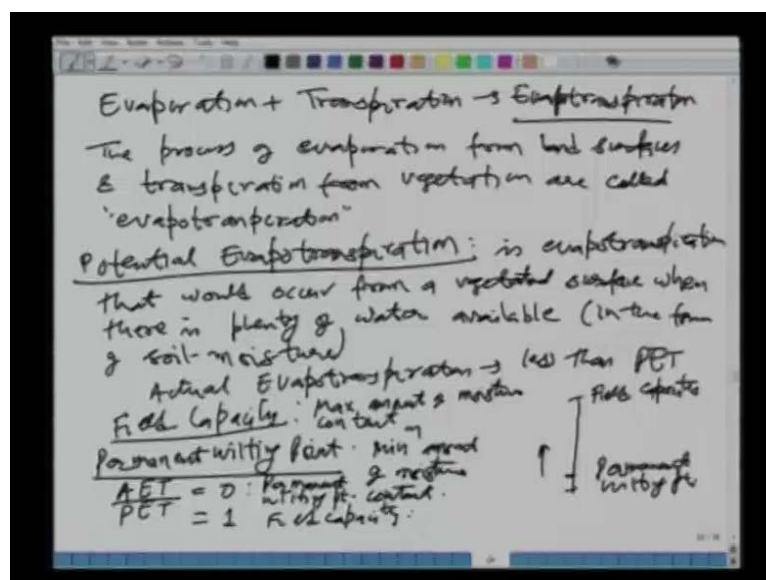 Evaporation + Transpiration → Evapotranspiration
The process of evaporation from land surfaces
& transpiration from vegetation are called
"evapotranpiration"
Potential Evapotranspiration: is evapotranspiration
that would occur from a vegetated surface when
there is plenty of water available (in the form
of soil-moisture)
Actual Evapotranspiration → less than PET
Field Capacity: Max. amount of moisture
content
Permanent wilting Point. Min amount
of moisture
content.
AET/PET = 0: Permanent wilting pt.
= 1 Field capacity.
Field capacity
Permanent
wilting pt